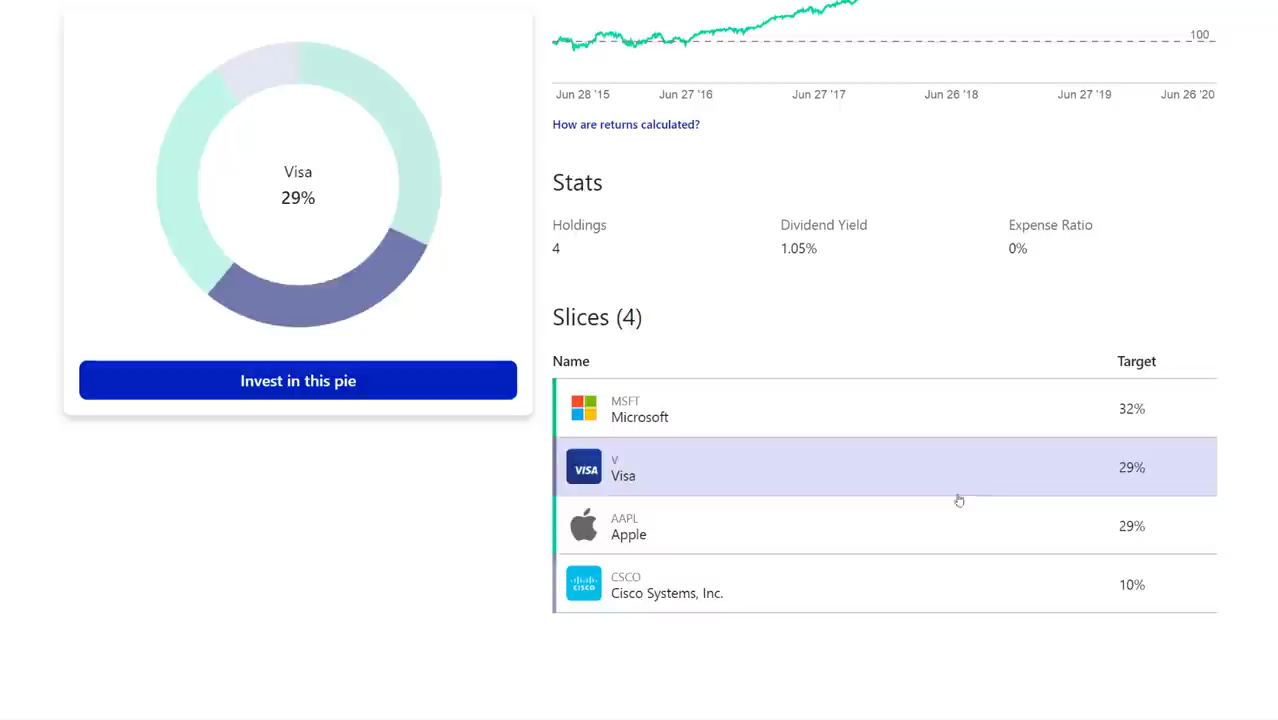 Visa
29%
Invest in this pie
100
Jun 28 '15 Jun 27 '16 Jun 27 '17 Jun 26 '18 Jun 27 '19 Jun 26 '20
How are returns calculated?
Stats
Holdings Dividend Yield Expense Ratio
4 1.05% 0%
Slices (4)
Name Target
MSFT
Microsoft 32%
VISA
V
Visa 29%
AAPL
Apple 29%
CISCO
CSCO
Cisco Systems, Inc. 10%